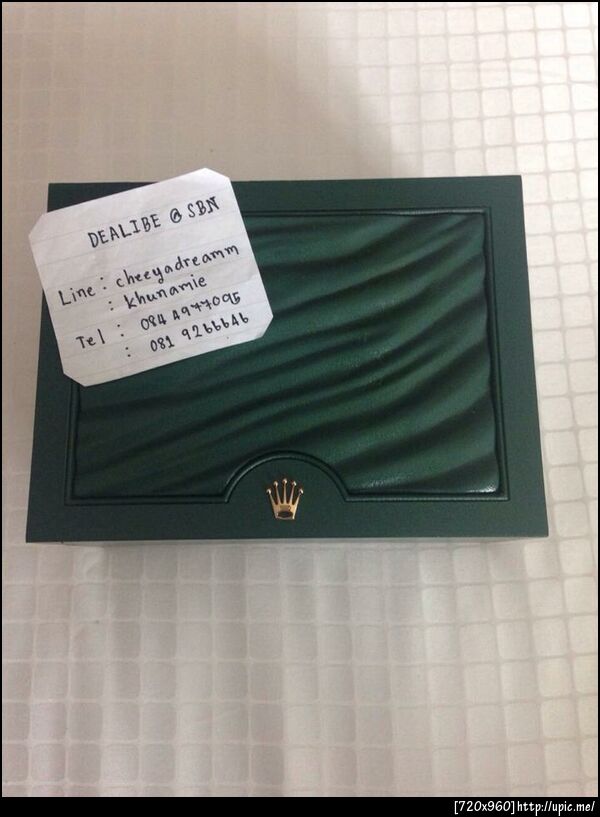 DEALIBE @ SBN
Line : cheeyadreamm
: khunamie
Tel : 084 4977095
: 081 9266646
[720x960]http://upic.me/